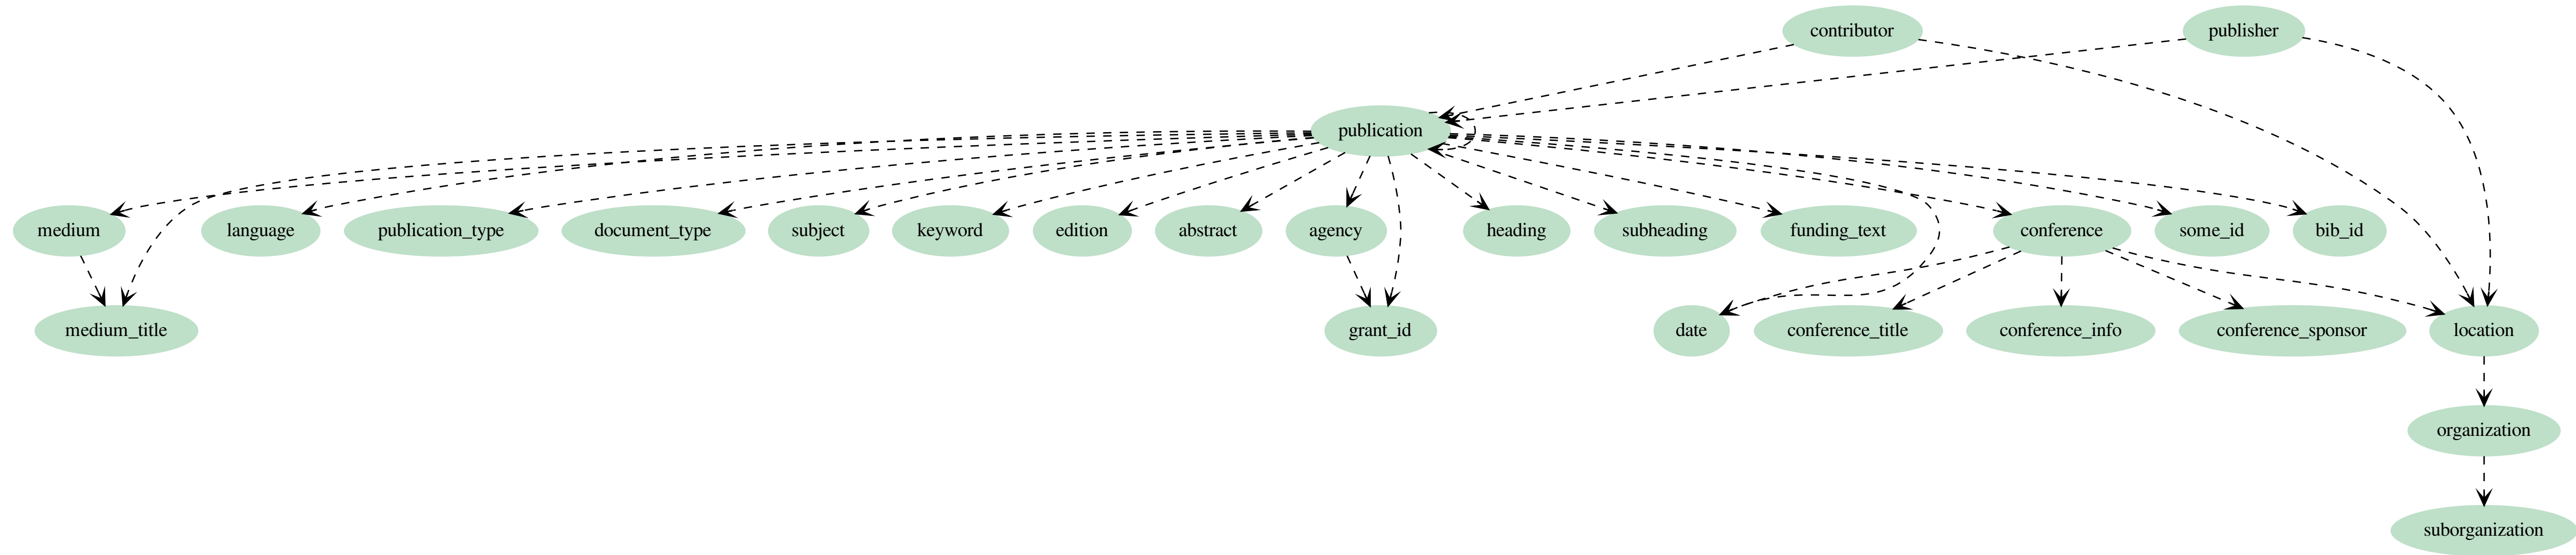 contributor
publisher
publication
medium
language
publication_type
document_type
subject
keyword
edition
abstract
agency
heading
subheading
funding_text
conference
some_id
bib_id
medium_title
grant_id
date
conference_title
conference_info
conference_sponsor
location
organization
suborganization